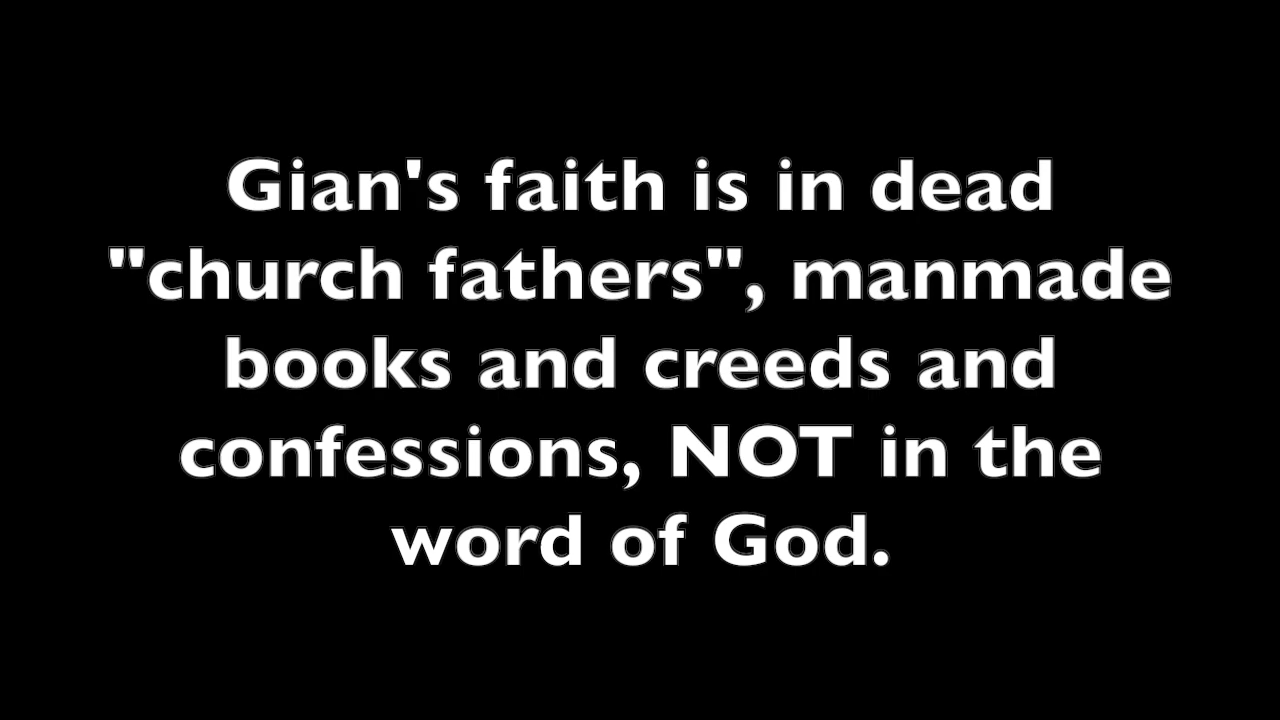 Gian's faith is in dead
"church fathers", manmade
books and creeds and
confessions, NOT in the
word of God.